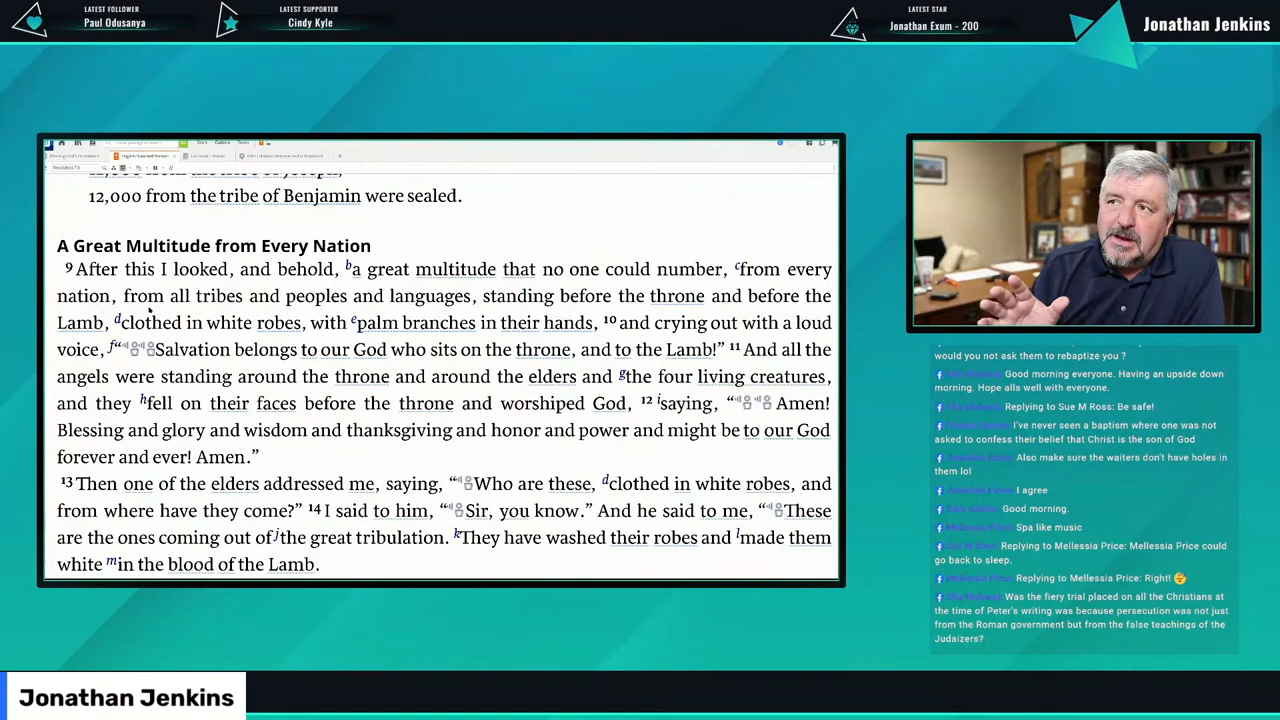 LATEST FOLLOWER
Paul Odusanya
LATEST SUPPORTER
Cindy Kyle
LATEST STAR
Jonathan Exum - 200
Jonathan Jenkins
12,000 from the tribe of Benjamin were sealed.
A Great Multitude from Every Nation
9 After this I looked, and behold, b a great multitude that no one could number, c from every
nation, from all tribes and peoples and languages, standing before the throne and before the
Lamb, d clothed in white robes, with e palm branches in their hands, 10 and crying out with a loud
voice, f “Salvation belongs to our God who sits on the throne, and to the Lamb!” 11 And all the
angels were standing around the throne and around the elders and g the four living creatures,
and they h fell on their faces before the throne and worshiped God, 12 i saying, “Amen!
Blessing and glory and wisdom and thanksgiving and honor and power and might be to our God
forever and ever! Amen.”
13 Then one of the elders addressed me, saying, “Who are these, d clothed in white robes, and
from where have they come?” 14 I said to him, “Sir, you know.” And he said to me, “These
are the ones coming out of j the great tribulation. k They have washed their robes and l made them
white m in the blood of the Lamb.
would you not ask them to rebaptize you ?
Good morning everyone. Having an upside down
morning. Hope alls well with everyone.
Replying to Sue M Ross: Be safe!
I've never seen a baptism where one was not
asked to confess their belief that Christ is the son of God
Also make sure the waiters don't have holes in
them lol
I agree
Good morning.
Mellessia Price: Spa like music
Replying to Mellessia Price: Mellessia Price could
go back to sleep.
Mellessia Price: Replying to Mellessia Price: Right!
Was the fiery trial placed on all the Christians at
the time of Peter's writing was because persecution was not just
from the Roman government but from the false teachings of the
Judaizers?
Jonathan Jenkins